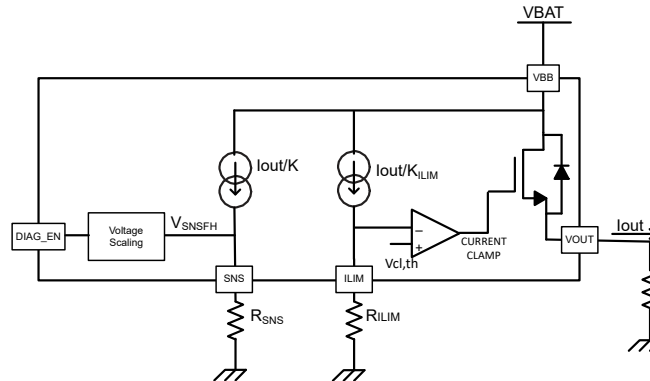 VBAT
VBB
Iout/K
Iout/KILIM
DIAG_EN
Voltage
Scaling
VSNSFH
Vcl,th
CURRENT
CLAMP
VOUT
Iout
SNS
ILIM
RSNS
RILIM